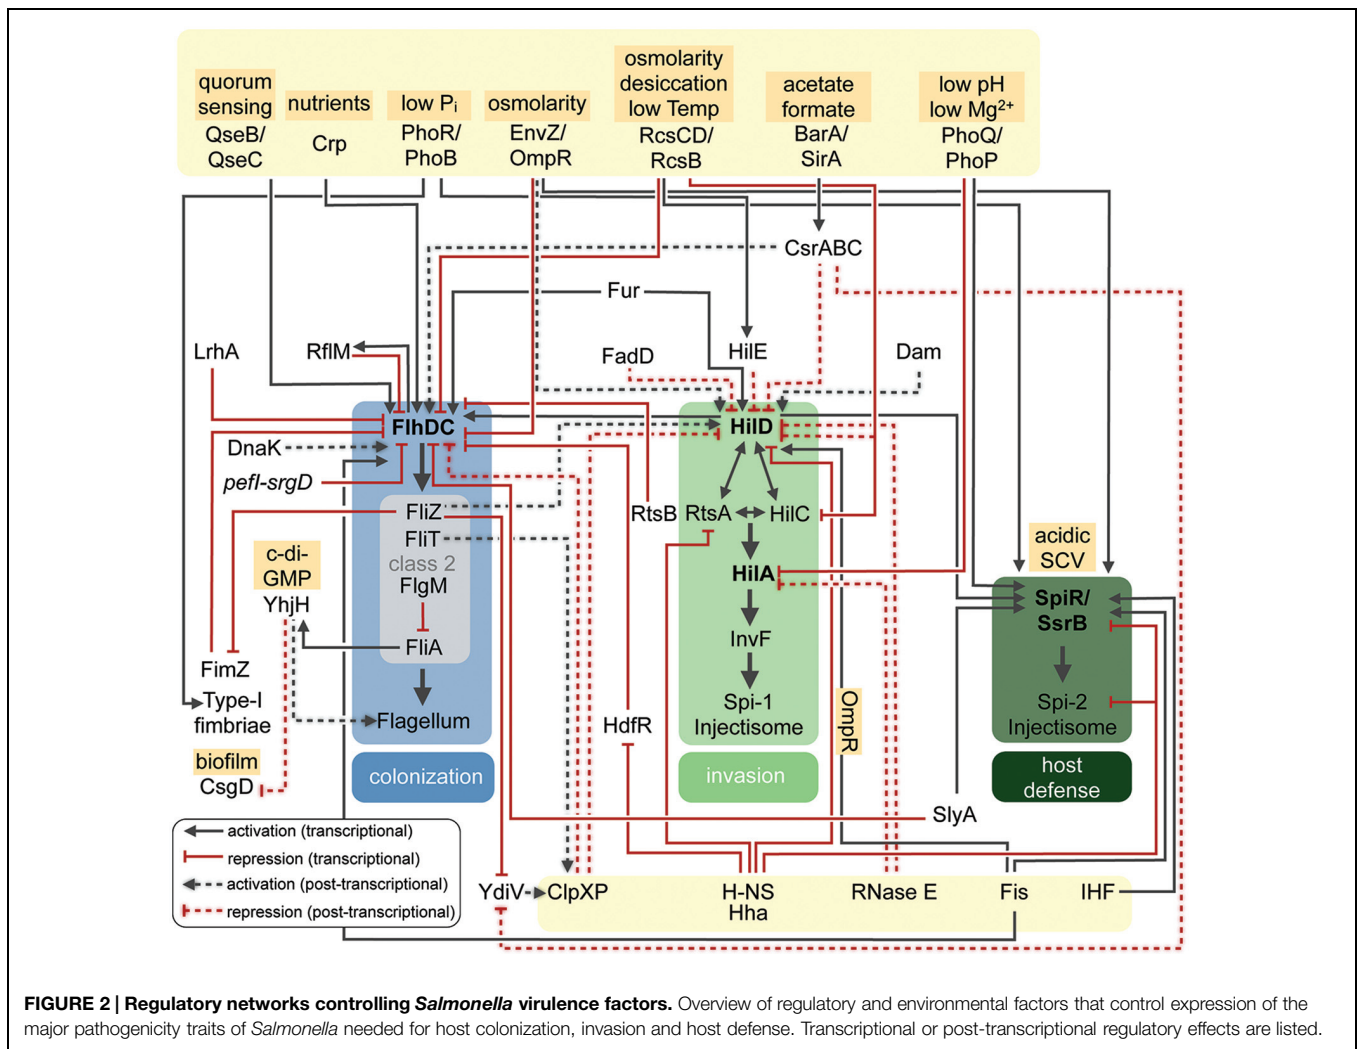 quorum
sensing
QseB/
QseC
nutrients
Crp
low Pi
PhoR/
PhoB
osmolarity
EnvZ/
OmpR
osmolarity
desiccation
low Temp
RcsCD/
RcsB
acetate
formate
BarA/
SirA
low pH
low Mg2+
PhoQ/
PhoP
CsrABC
Fur
LrhA
RflM
FadD
HilE
Dam
FlhDC
HilD
DnaK
pefI-srgD
FliZ
FliT
class 2
FlgM
FliA
Flagellum
colonization
RtsB
RtsA
HilC
HilA
InvF
Spi-1
Injectisome
invasion
acidic
SCV
SpiR/
SsrB
Spi-2
Injectisome
host
defense
c-di-
GMP
YhjH
FimZ
Type-I
fimbriae
biofilm
CsgD
HdfR
OmpR
SlyA
activation (transcriptional)
repression (transcriptional)
activation (post-transcriptional)
repression (post-transcriptional)
YdiV
ClpXP
H-NS
Hha
RNase E
Fis
IHF
FIGURE 2 | Regulatory networks controlling Salmonella virulence factors. Overview of regulatory and environmental factors that control expression of the
major pathogenicity traits of Salmonella needed for host colonization, invasion and host defense. Transcriptional or post-transcriptional regulatory effects are listed.